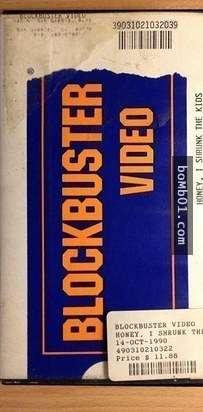 BLOCKBUSTER VIDEO
39031021032039
BLOCKBUSTER
VIDEO
®
HONEY, I SHRUNK THE KIDS
boMb01.com
BLOCKBUSTER VIDEO
HONEY, I SHRUNK THE
14-OCT-1990
490310210322
Price $ 11.88